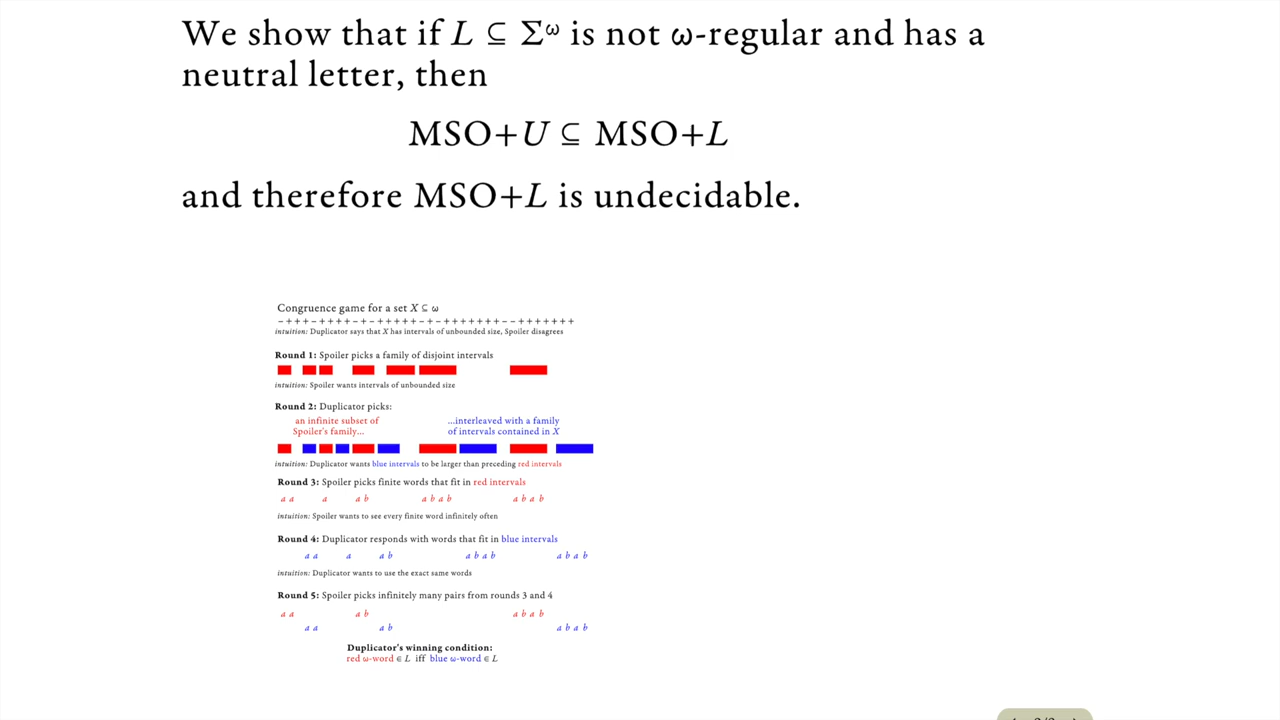 We show that if L ⊆ Σ^ω is not ω-regular and has a
neutral letter, then
MSO+U ⊆ MSO+L
and therefore MSO+L is undecidable.
Congruence game for a set X ⊆ ω
− + + + − + + + + − + − + + + + + − + − + + + + + + + − − + + + + + + +
intuition: Duplicator says that X has intervals of unbounded size, Spoiler disagrees
Round 1: Spoiler picks a family of disjoint intervals
intuition: Spoiler wants intervals of unbounded size
Round 2: Duplicator picks:
an infinite subset of ...interleaved with a family
Spoiler's family... of intervals contained in X
intuition: Duplicator wants blue intervals to be larger than preceding red intervals
Round 3: Spoiler picks finite words that fit in red intervals
a a a a b a b a b a b a b
intuition: Spoiler wants to see every finite word infinitely often
Round 4: Duplicator responds with words that fit in blue intervals
a a a a b a b a b a b a b
intuition: Duplicator wants to use the exact same words
Round 5: Spoiler picks infinitely many pairs from rounds 3 and 4
a a a b a b a b
a a a b a b a b
Duplicator's winning condition:
red ω-word ∈ L iff blue ω-word ∈ L